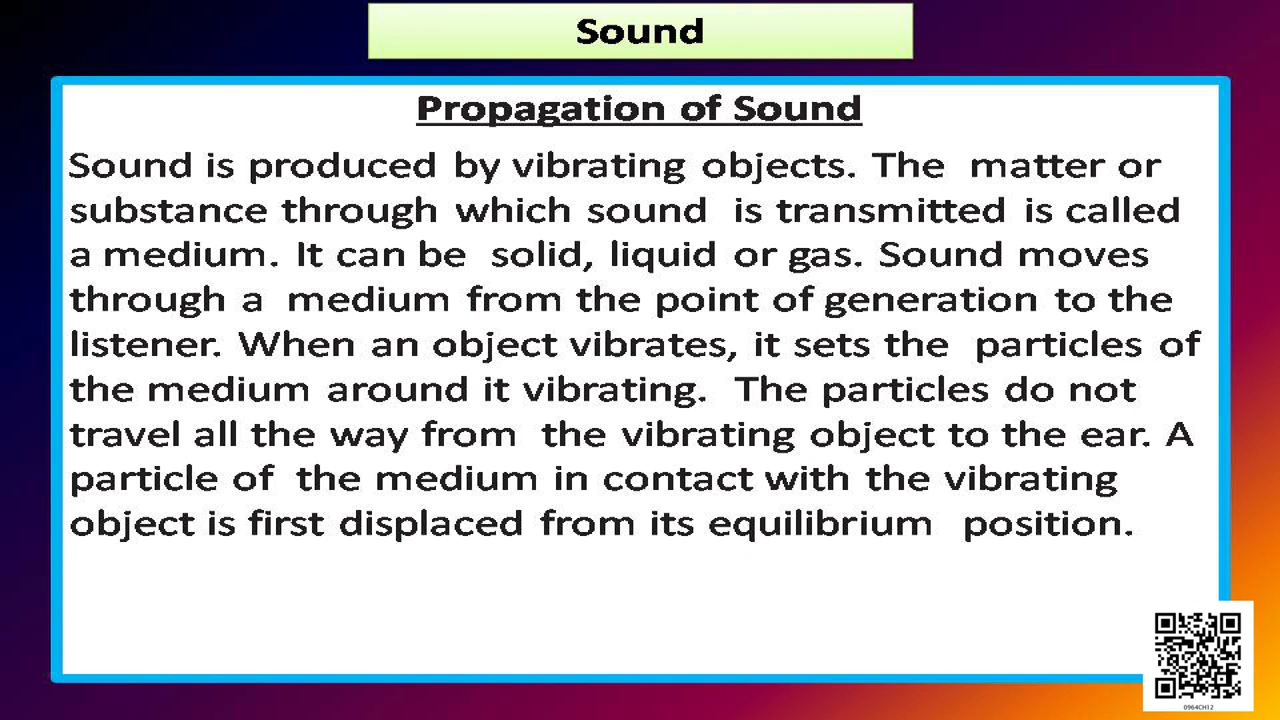 Sound
Propagation of Sound
Sound is produced by vibrating objects. The matter or
substance through which sound is transmitted is called
a medium. It can be solid, liquid or gas. Sound moves
through a medium from the point of generation to the
listener. When an object vibrates, it sets the particles of
the medium around it vibrating. The particles do not
travel all the way from the vibrating object to the ear. A
particle of the medium in contact with the vibrating
object is first displaced from its equilibrium position.
0964CH12